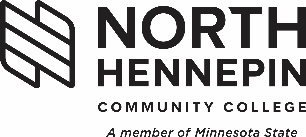 NORTH
HENNEPIN
COMMUNITY COLLEGE
A member of Minnesota State